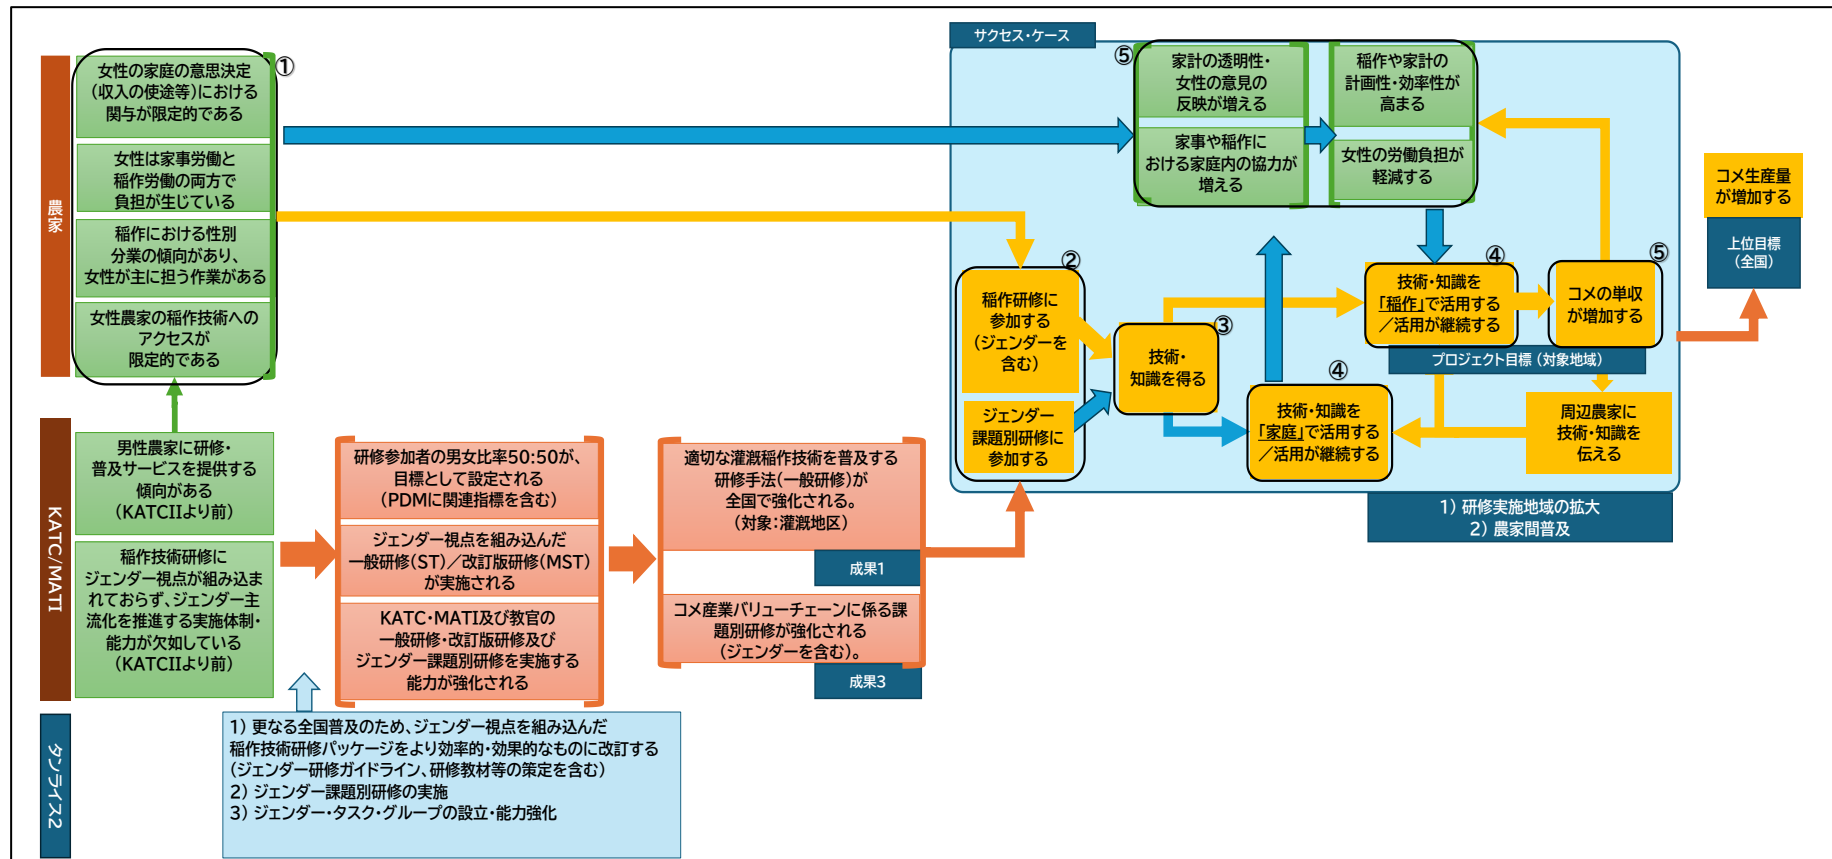 サクセス・ケース
農家
①
女性の家庭の意思決定
(収入の使途等)における
関与が限定的である
女性は家事労働と
稲作労働の両方で
負担が生じている
稲作における性別
分業の傾向があり、
女性が主に担う作業がある
女性農家の稲作技術への
アクセスが
限定的である
⑤
家計の透明性・
女性の意見の
反映が増える
家事や稲作に
おける家庭内の協力が
増える
稲作や家計の
計画性・効率性が
高まる
女性の労働負担が
軽減する
②
稲作研修に
参加する
(ジェンダーを
含む)
ジェンダー
課題別研修に
参加する
③
技術・
知識を得る
④
技術・知識を
「稲作」で活用する
/活用が継続する
⑤
コメの単収
が増加する
プロジェクト目標(対象地域)
④
技術・知識を
「家庭」で活用する
/活用が継続する
周辺農家に
技術・知識を
伝える
1) 研修実施地域の拡大
2) 農家間普及
コメ生産量
が増加する
上位目標
(全国)
KATC/MATI
男性農家に研修・
普及サービスを提供する
傾向がある
(KATCIIより前)
稲作技術研修に
ジェンダー視点が組み込ま
れておらず、ジェンダー主
流化を推進する実施体制・
能力が欠如している
(KATCIIより前)
研修参加者の男女比率50:50が、
目標として設定される
(PDMに関連指標を含む)
ジェンダー視点を組み込んだ
一般研修(ST)/改訂版研修(MST)
が実施される
KATC・MATI及び教官の
一般研修・改訂版研修及び
ジェンダー課題別研修を実施する
能力が強化される
適切な灌漑稲作技術を普及する
研修手法(一般研修)が
全国で強化される。
(対象:灌漑地区)
成果1
コメ産業バリューチェーンに係る課
題別研修が強化される
(ジェンダーを含む)。
成果3
タンライス2
1) 更なる全国普及のため、ジェンダー視点を組み込んだ
稲作技術研修パッケージをより効率的・効果的なものに改訂する
(ジェンダー研修ガイドライン、研修教材等の策定を含む)
2) ジェンダー課題別研修の実施
3) ジェンダー・タスク・グループの設立・能力強化